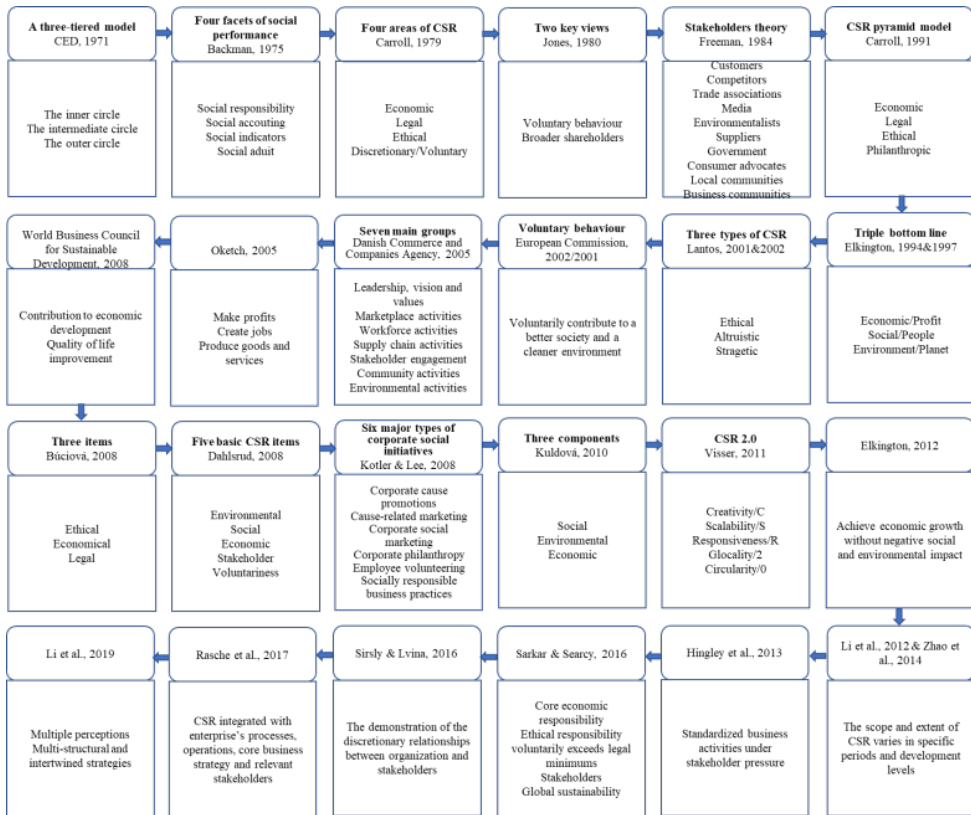 A three-tiered model
CED, 1971
The inner circle
The intermediate circle
The outer circle
Four facets of social
performance
Backman, 1975
Social responsibility
Social accouting
Social indicators
Social aduit
Four areas of CSR
Carroll, 1979
Economic
Legal
Ethical
Discretionary/Voluntary
Two key views
Jones, 1980
Voluntary behaviour
Broader shareholders
Stakeholders theory
Freeman, 1984
Customers
Competitors
Trade associations
Media
Environmentalists
Suppliers
Government
Consumer advocates
Local communities
Business communities
CSR pyramid model
Carroll, 1991
Economic
Legal
Ethical
Philanthropic
World Business Council
for Sustainable
Development, 2008
Contribution to economic
development
Quality of life
improvement
Oketch, 2005
Make profits
Create jobs
Produce goods and
services
Seven main groups
Danish Commerce and
Companies Agency, 2005
Leadership, vision and
values
Marketplace activities
Workforce activities
Supply chain activities
Stakeholder engagement
Community activities
Environmental activities
Voluntary behaviour
European Commission,
2002/2001
Voluntarily contribute to a
better society and a
cleaner environment
Three types of CSR
Lantos, 2001&2002
Ethical
Altruistic
Stragetic
Triple bottom line
Elkington, 1994&1997
Economic/Profit
Social/People
Environment/Planet
Three items
Búciová, 2008
Ethical
Economical
Legal
Five basic CSR items
Dahlsrud, 2008
Environmental
Social
Economic
Stakeholder
Voluntariness
Six major types of
corporate social
initiatives
Kotler & Lee, 2008
Corporate cause
promotions
Cause-related marketing
Corporate social
marketing
Corporate philanthropy
Employee volunteering
Socially responsible
business practices
Three components
Kuldová, 2010
Social
Environmental
Economic
CSR 2.0
Visser, 2011
Creativity/C
Scalability/S
Responsiveness/R
Glocality/2
Circularity/0
Elkington, 2012
Achieve economic growth
without negative social
and environmental impact
Li et al., 2019
Multiple perceptions
Multi-structural and
intertwined strategies
Rasche et al., 2017
CSR integrated with
enterprise's processes,
operations, core business
strategy and relevant
stakeholders
Sirsly & Lvina, 2016
The demonstration of the
discretionary relationships
between organization and
stakeholders
Sarkar & Searcy, 2016
Core economic
responsibility
Ethical responsibility
voluntarily exceeds legal
minimums
Stakeholders
Global sustainability
Hingley et al., 2013
Standardized business
activities under
stakeholder pressure
Li et al., 2012 & Zhao et
al., 2014
The scope and extent of
CSR varies in specific
periods and development
levels